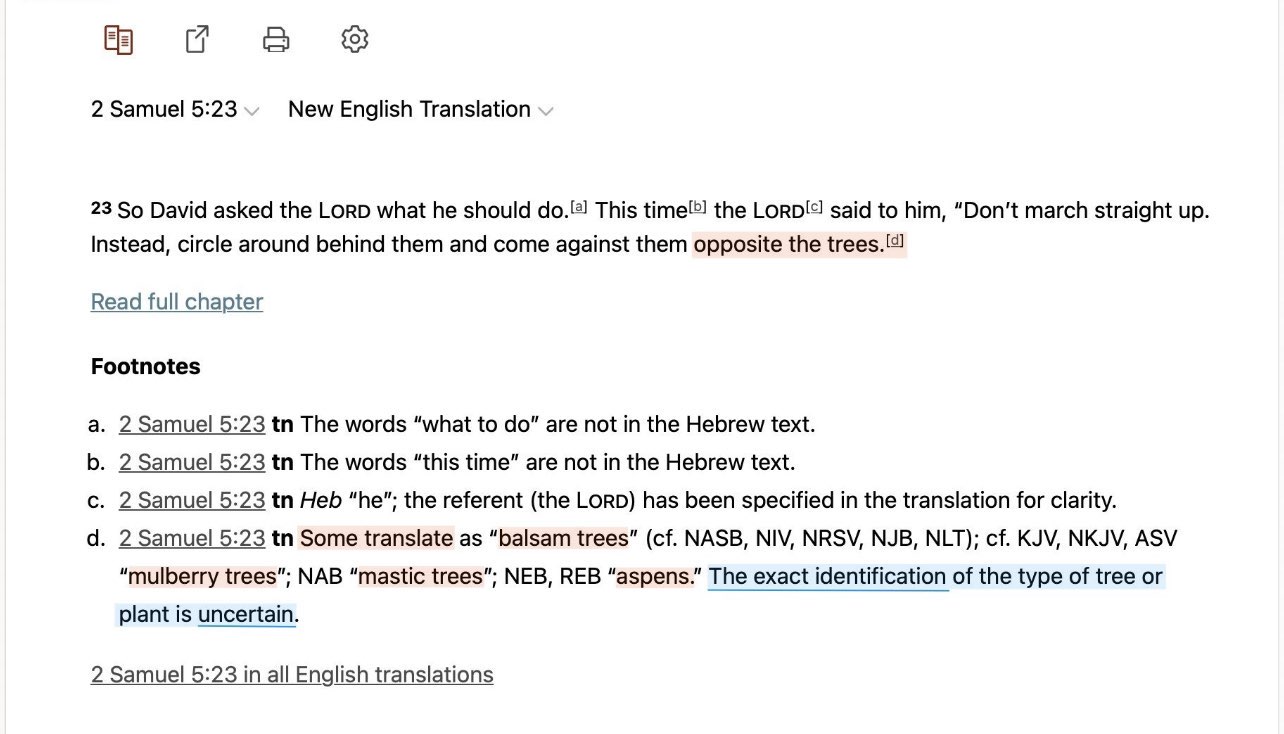 2 Samuel 5:23 New English Translation
23 So David asked the LORD what he should do.[a] This time[b] the LORD[c] said to him, “Don’t march straight up.
Instead, circle around behind them and come against them opposite the trees.[d]
Read full chapter
Footnotes
a. 2 Samuel 5:23 tn The words “what to do” are not in the Hebrew text.
b. 2 Samuel 5:23 tn The words “this time” are not in the Hebrew text.
c. 2 Samuel 5:23 tn Heb “he”; the referent (the LORD) has been specified in the translation for clarity.
d. 2 Samuel 5:23 tn Some translate as “balsam trees” (cf. NASB, NIV, NRSV, NJB, NLT); cf. KJV, NKJV, ASV
“mulberry trees”; NAB “mastic trees”; NEB, REB “aspens.” The exact identification of the type of tree or
plant is uncertain.
2 Samuel 5:23 in all English translations